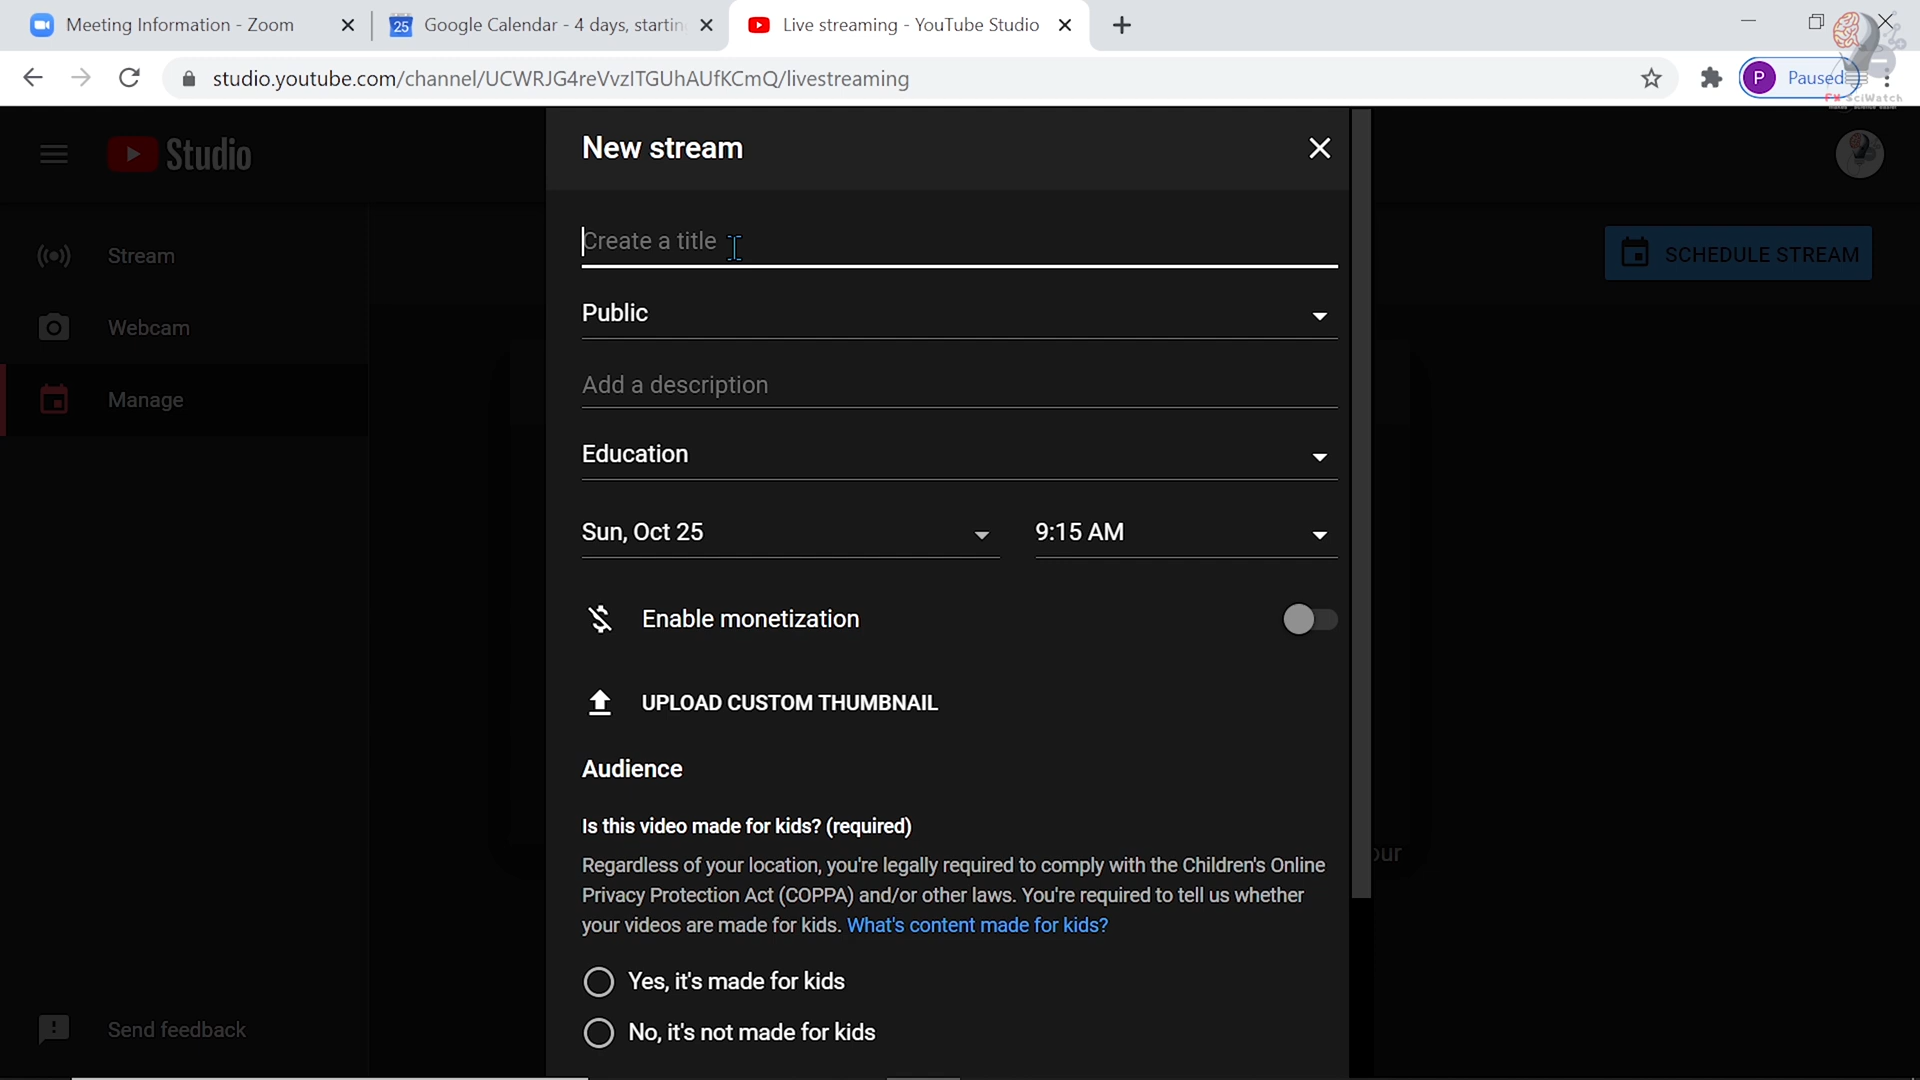 Meeting Information - Zoom
25 Google Calendar - 4 days, startin
Live streaming - YouTube Studio
studio.youtube.com/channel/UCWRJG4reVvzITGUhAUfKCmQ/livestreaming
P Paused
SciWatch
Studio
New stream
Stream
Create a title
SCHEDULE STREAM
Webcam
Public
Manage
Add a description
Education
Sun, Oct 25 9:15 AM
Enable monetization
UPLOAD CUSTOM THUMBNAIL
Audience
Is this video made for kids? (required)
Regardless of your location, you're legally required to comply with the Children's Online
Privacy Protection Act (COPPA) and/or other laws. You're required to tell us whether
your videos are made for kids. What's content made for kids?
Yes, it's made for kids
No, it's not made for kids
Send feedback